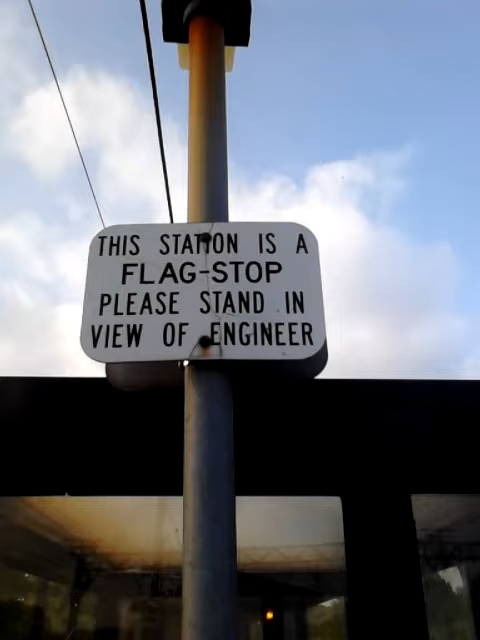 THIS STATION IS A
FLAG-STOP
PLEASE STAND IN
VIEW OF ENGINEER